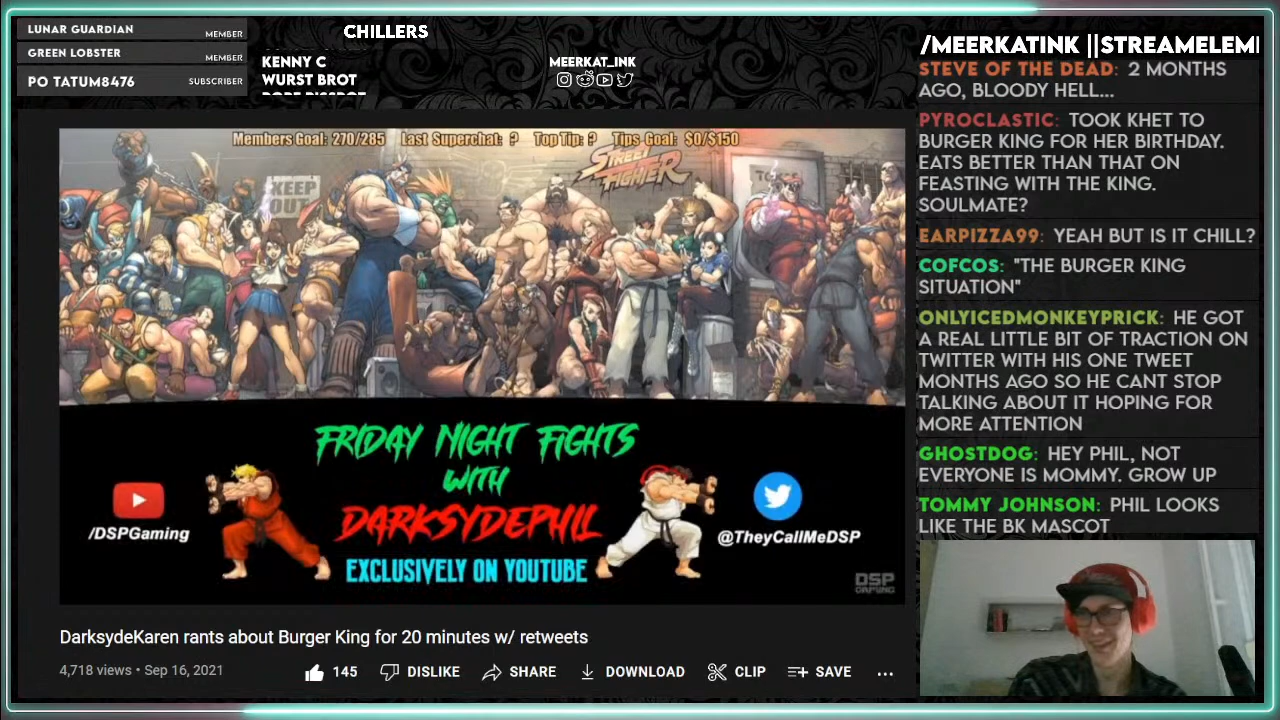 LUNAR GUARDIAN MEMBER
GREEN LOBSTER MEMBER
PO TATUM8476 SUBSCRIBER
CHILLERS
KENNY C
WURST BROT
MEERKAT_INK
/MEERKATINK ||STREAMELEM
STEVE OF THE DEAD: 2 MONTHS
AGO, BLOODY HELL...
PYROCLASTIC: TOOK KHET TO
BURGER KING FOR HER BIRTHDAY.
EATS BETTER THAN THAT ON
FEASTING WITH THE KING.
SOULMATE?
EARPIZZA99: YEAH BUT IS IT CHILL?
COFCOS: "THE BURGER KING
SITUATION"
ONLYICEDMONKEYPRICK: HE GOT
A REAL LITTLE BIT OF TRACTION ON
TWITTER WITH HIS ONE TWEET
MONTHS AGO SO HE CANT STOP
TALKING ABOUT IT HOPING FOR
MORE ATTENTION
GHOSTDOG: HEY PHIL, NOT
EVERYONE IS MOMMY. GROW UP
TOMMY JOHNSON: PHIL LOOKS
LIKE THE BK MASCOT
Members Goal: 270/285 Last Superchat: ? Top Tip: ? Tips Goal: $0/$150
KEEP
OUT
STREET
FIGHTER
FRIDAY NIGHT FIGHTS
WITH
DARKSYDEPHIL
EXCLUSIVELY ON YOUTUBE
/DSPGaming
@TheyCallMeDSP
DSP
GAMING
DarksydeKaren rants about Burger King for 20 minutes w/ retweets
4,718 views • Sep 16, 2021
145 DISLIKE SHARE DOWNLOAD CLIP SAVE ...